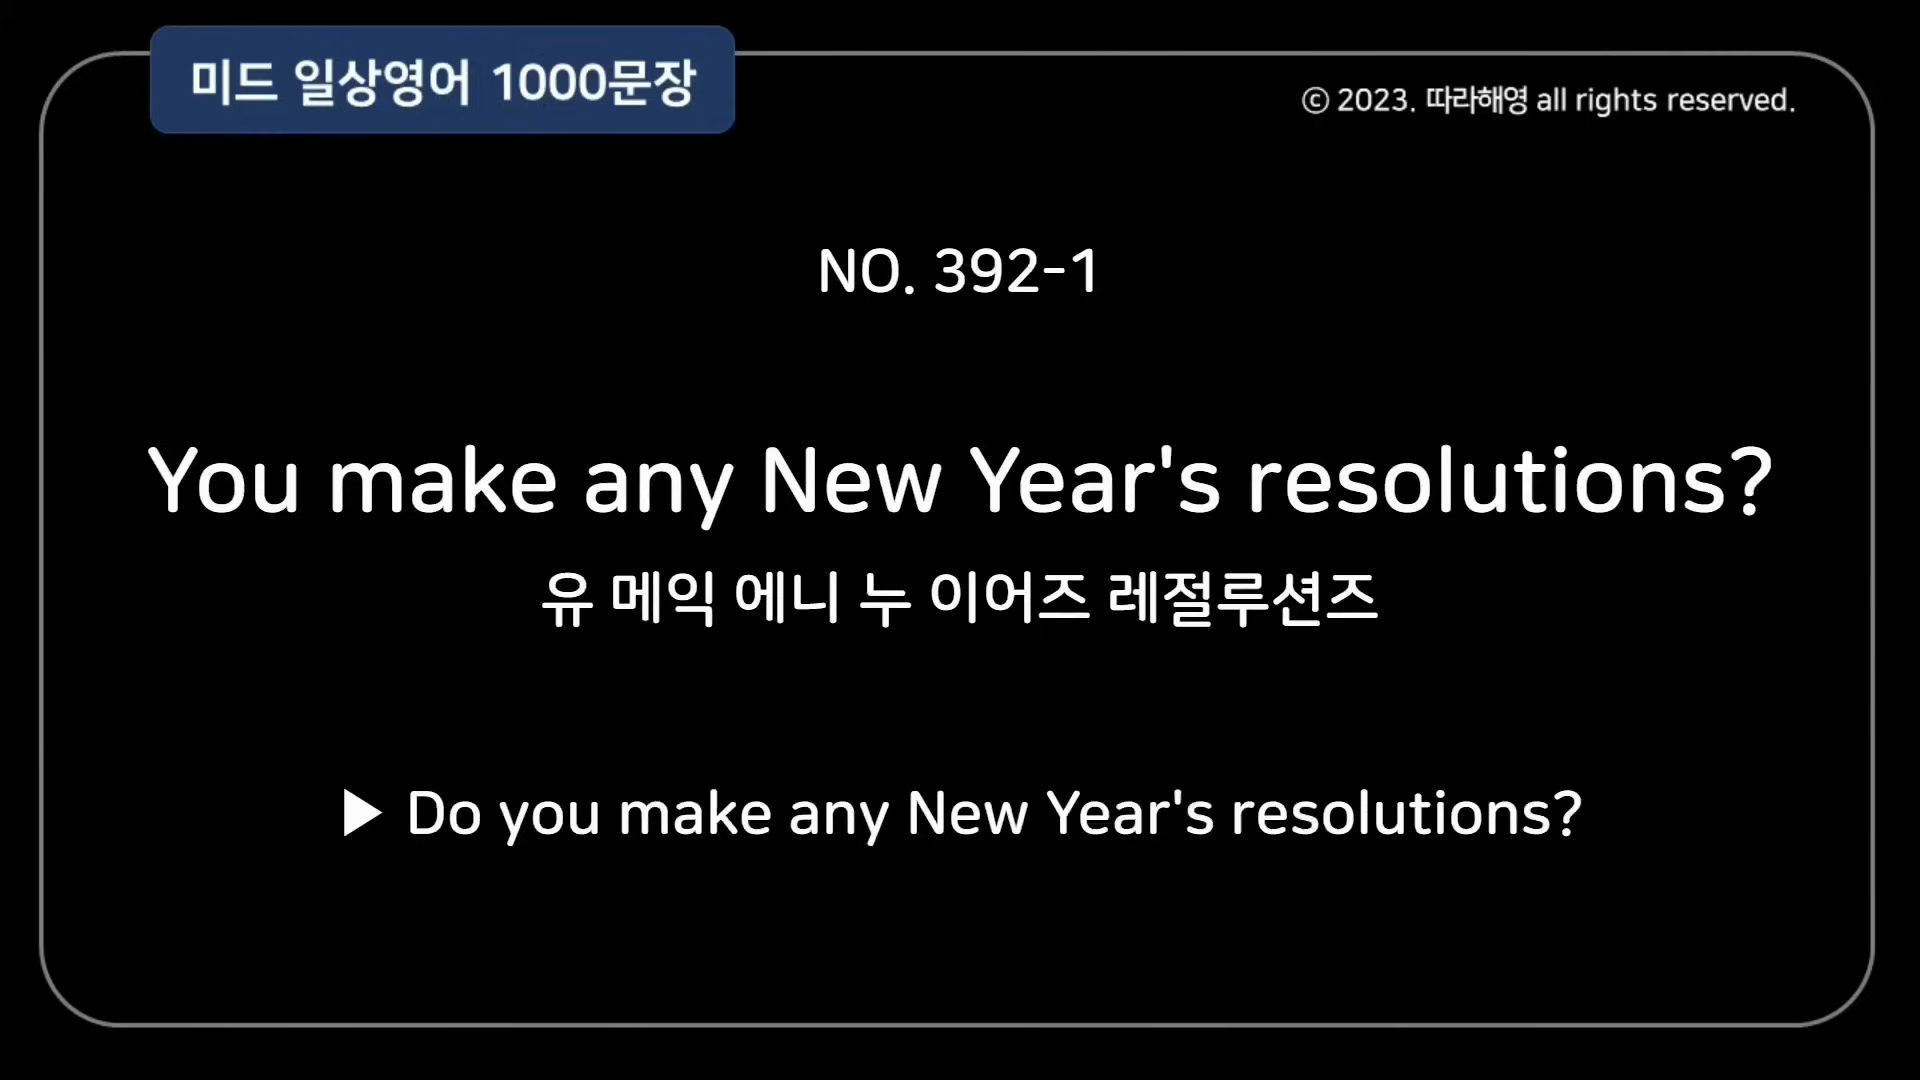 미드 일상영어 1000문장
ⓒ 2023. 따라해영 all rights reserved.
NO. 392-1
You make any New Year's resolutions?
유 메익 에니 누 이어즈 레절루션즈
▶ Do you make any New Year's resolutions?